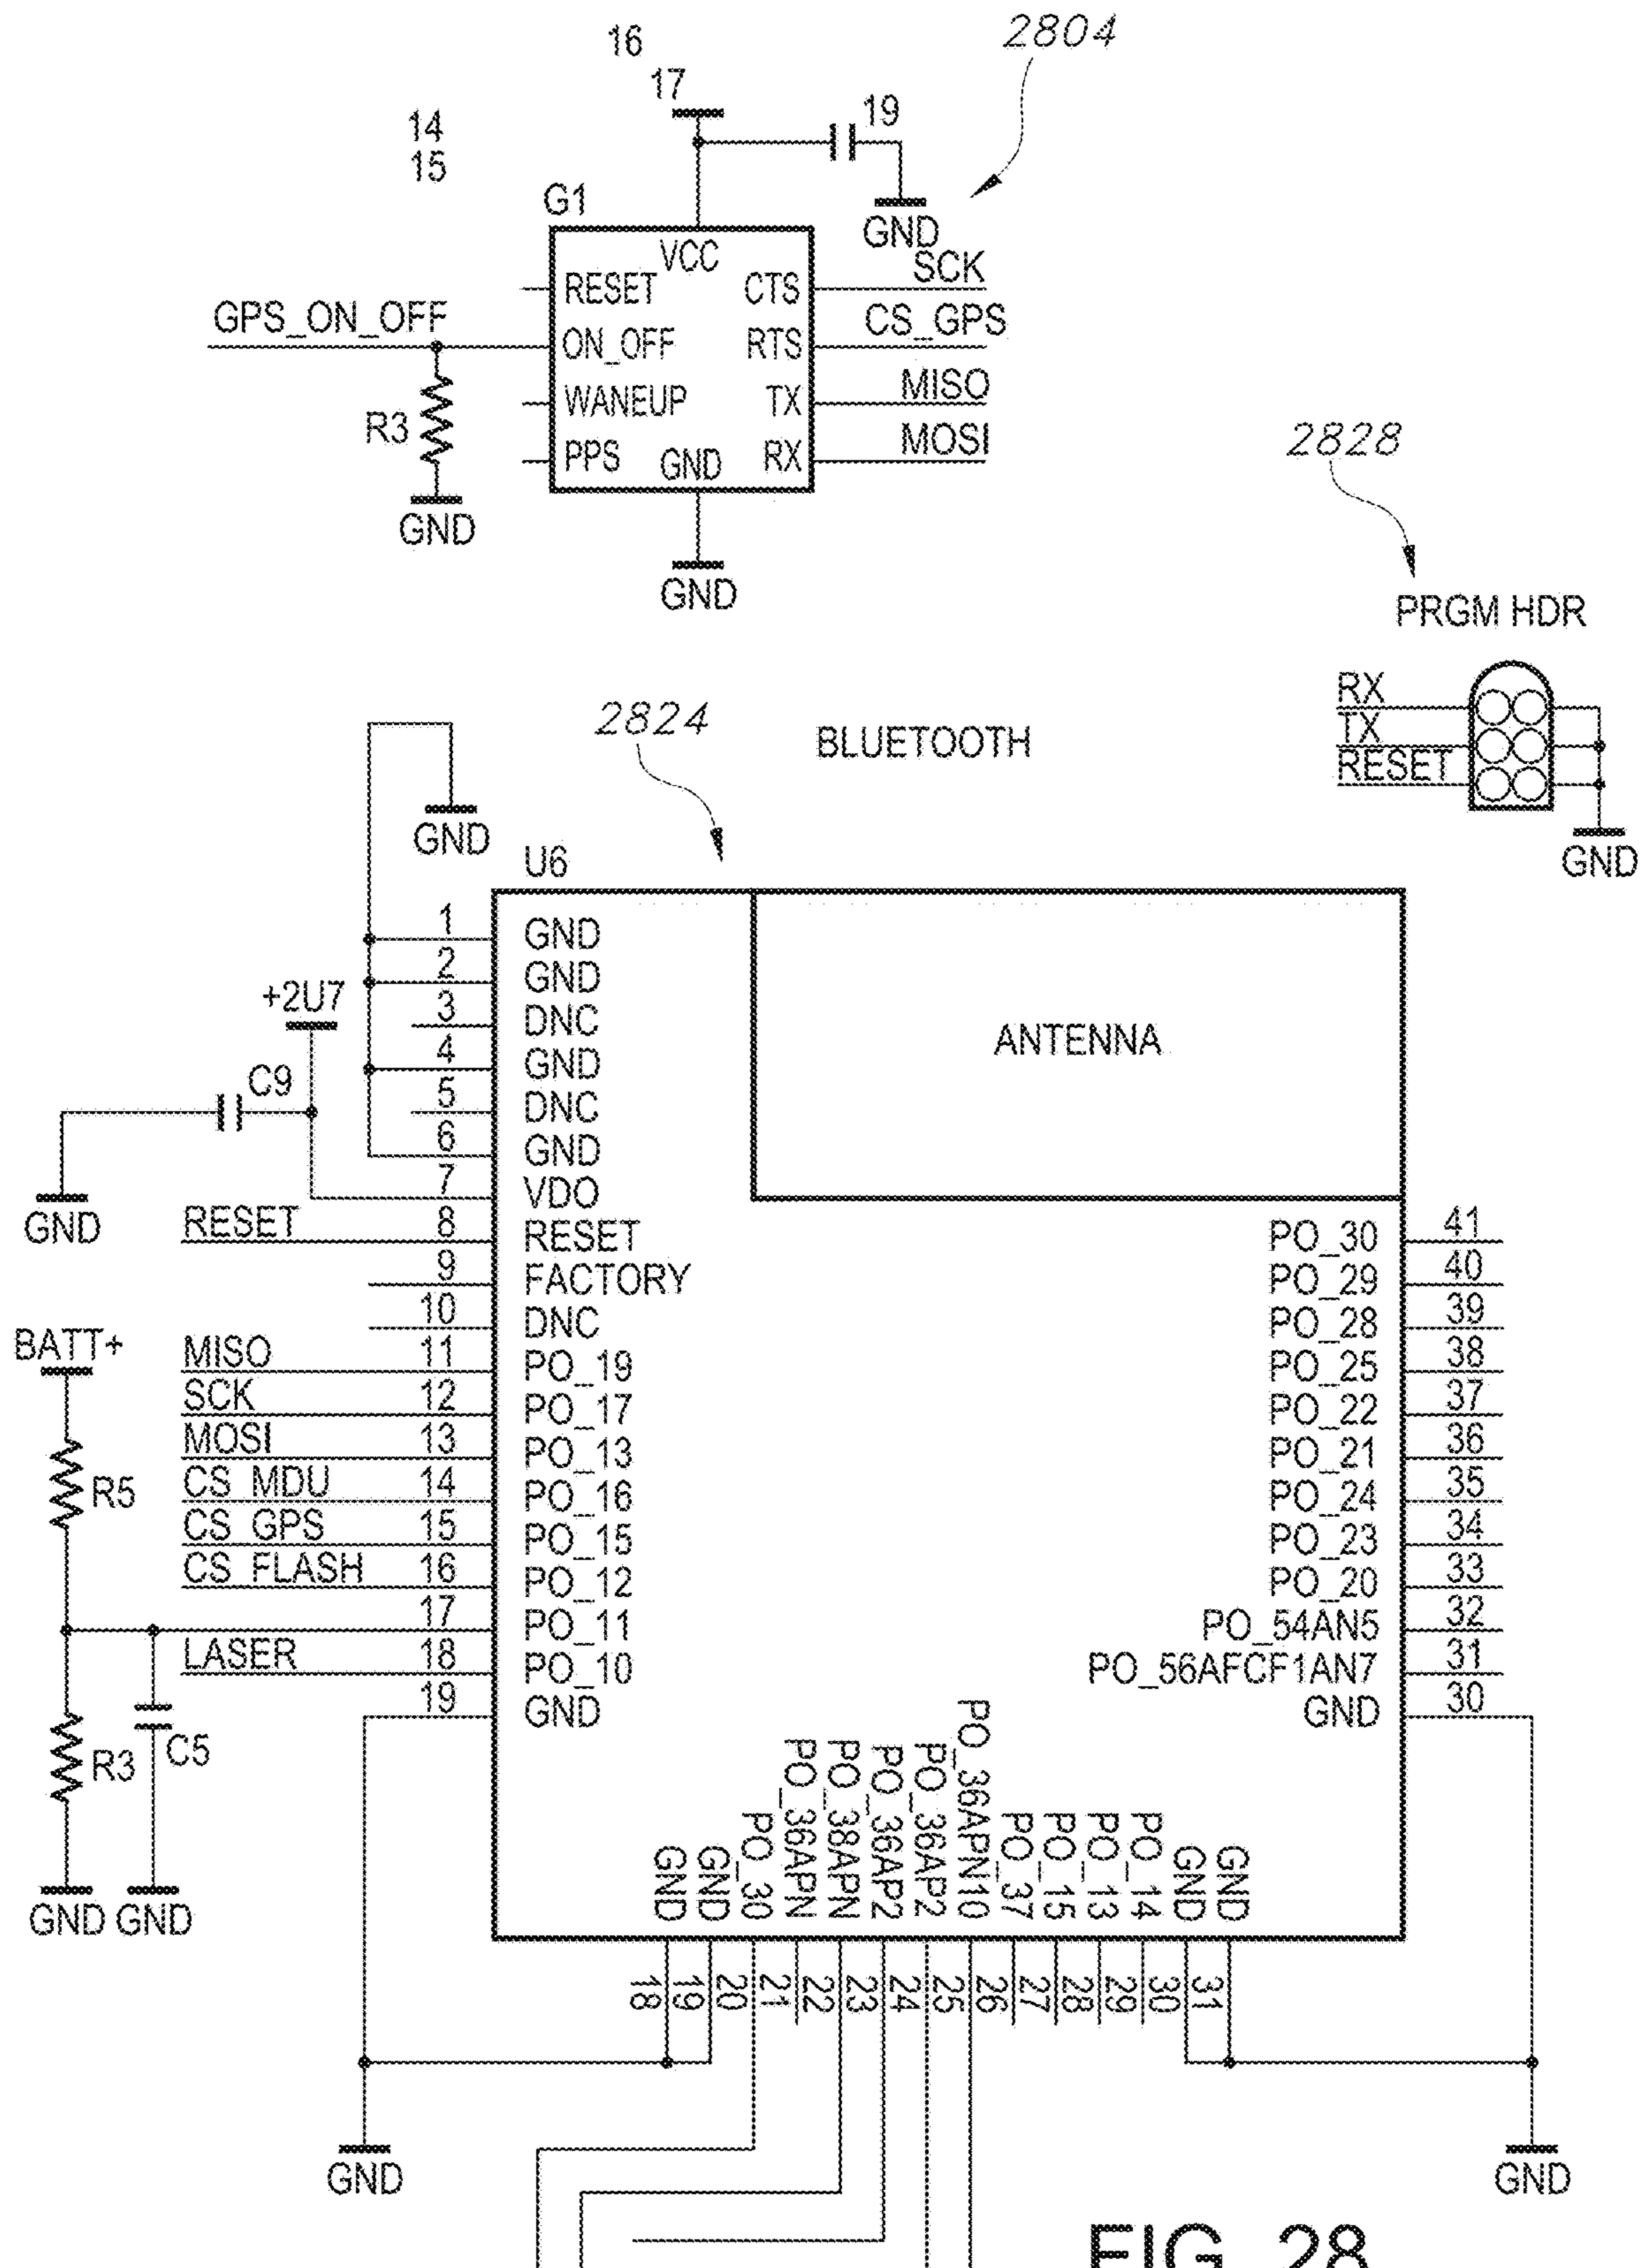 2804
16
17
19
14
15
G1
GND
VCC
SCK
RESET
CTS
GPS_ON_OFF
CS_GPS
ON_OFF
RTS
MISO
WANEUP
TX
R3
MOSI
PPS
GND
RX
GND
GND
2828
PRGM HDR
RX
TX
RESET
GND
2824
BLUETOOTH
GND
U6
ANTENNA
1 GND
2 GND
+2U7
3 DNC
4 GND
C9
5 DNC
6 GND
7 VDO
GND
RESET 8 RESET
9 FACTORY
10 DNC
BATT+
MISO 11 PO_19
SCK 12 PO_17
MOSI 13 PO_13
CS_MDU 14 PO_16
R5
CS_GPS 15 PO_15
CS_FLASH 16 PO_12
17 PO_11
LASER 18 PO_10
19 GND
R3
C5
GND GND
PO_30 41
PO_29 40
PO_28 39
PO_25 38
PO_22 37
PO_21 36
PO_24 35
PO_23 34
PO_20 33
PO_54AN5 32
PO_56AFCF1AN7 31
GND 30
GND 18
GND 19
PO_30 20
PO_36APN 21
PO_38APN 22
PO_36AP2 23
PO_36AP2 24
PO_36APN10 25
PO_37 26
PO_15 27
PO_13 28
PO_14 29
GND 30
GND 31
GND
GND
FIG. 28